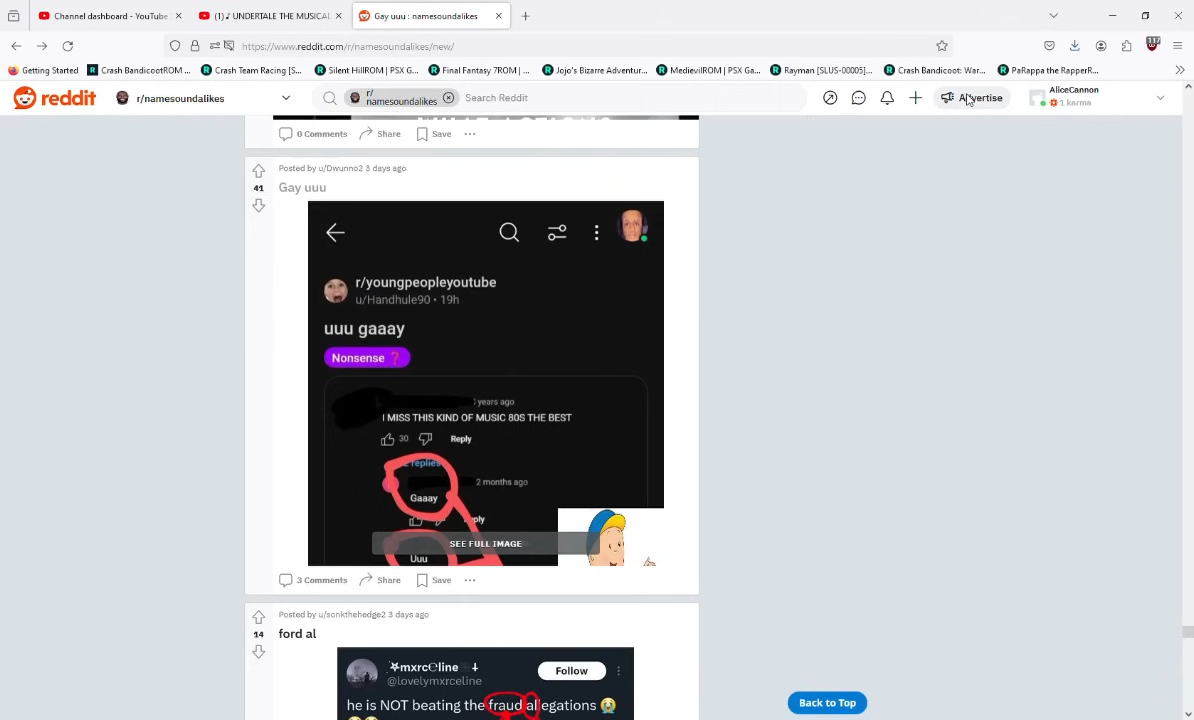 Channel dashboard - YouTube
(1) ♪ UNDERTALE THE MUSICAL
Gay uuu : namesoundalikes
https://www.reddit.com/r/namesoundalikes/new/
117
Getting Started
Crash BandicootROM ...
Crash Team Racing [S...
Silent HillROM | PSX G...
Final Fantasy 7ROM | ...
Jojo's Bizarre Adventur...
MedievilROM | PSX Ga...
Rayman [SLUS-00005]...
Crash Bandicoot: War...
PaRappa the RapperR...
reddit
r/namesoundalikes
r/
namesoundalikes
Search Reddit
Advertise
AliceCannon
1 karma
0 Comments
Share
Save
Posted by u/Dwunno2 3 days ago
41
Gay uuu
r/youngpeopleyoutube
u/Handhule90 • 19h
uuu gaaay
Nonsense ❓
years ago
I MISS THIS KIND OF MUSIC 80S THE BEST
30
Reply
replies
2 months ago
Gaaay
SEE FULL IMAGE
Uuu
3 Comments
Share
Save
Posted by u/sonkthehedge2 3 days ago
14
ford al
mxrc℮line
Follow
@lovelymxrceline
he is NOT beating the fraud allegations 😭
Back to Top